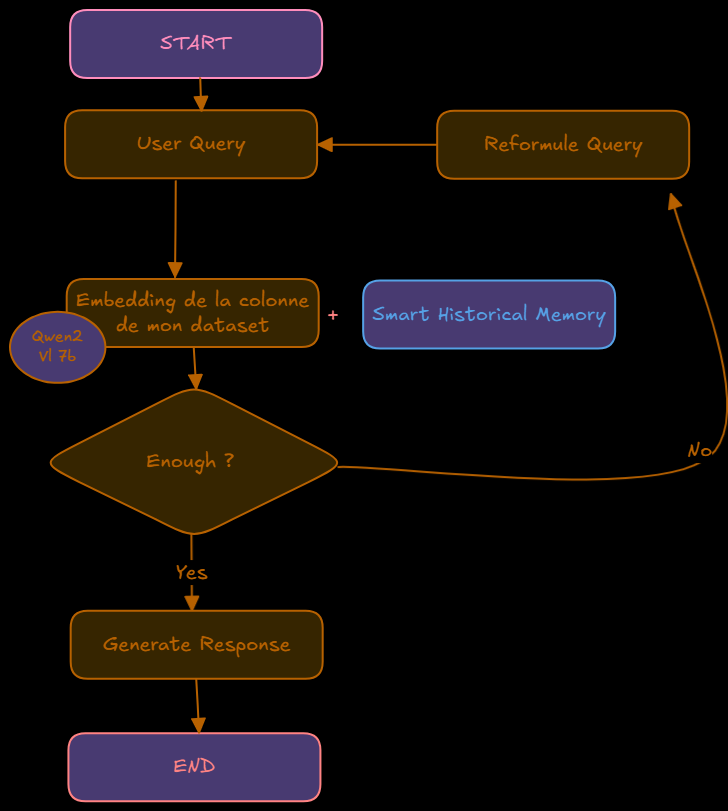 START
User Query
Reformule Query
Embedding de la colonne
de mon dataset
+
Smart Historical Memory
Qwen2
Vl 7b
Enough ?
No
Yes
Generate Response
END